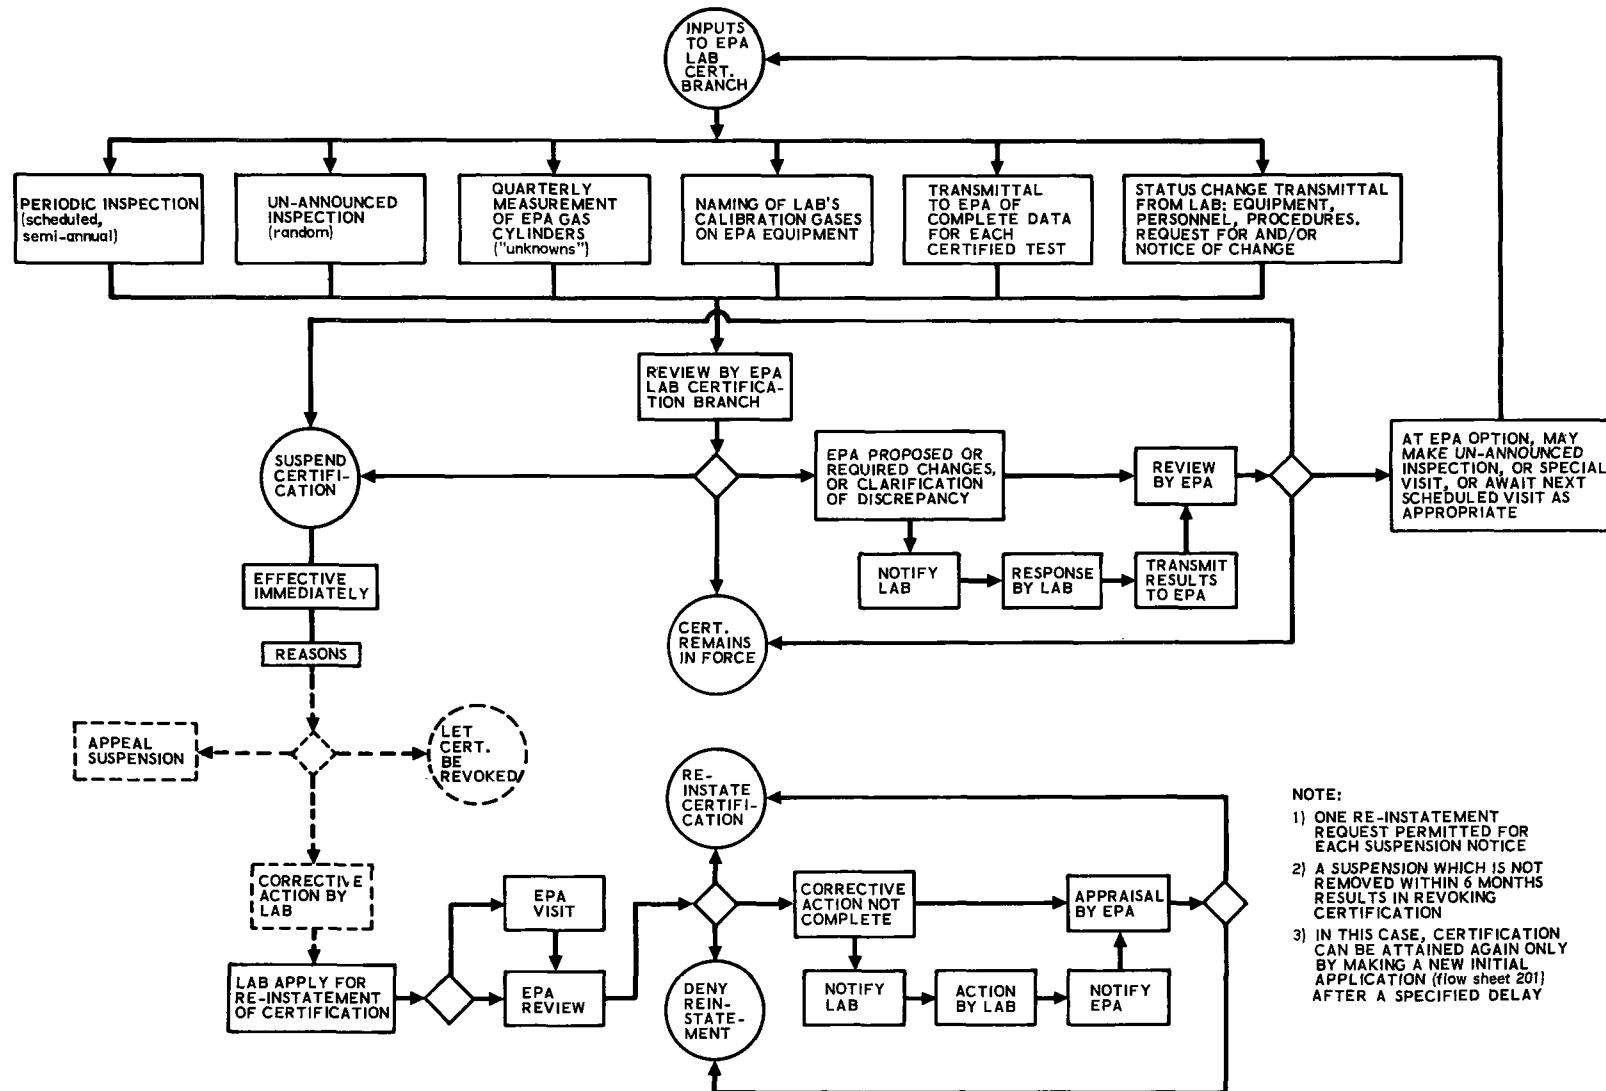 INPUTS
TO EPA
LAB
CERT.
BRANCH
PERIODIC INSPECTION
(scheduled,
semi-annual)
UN-ANNOUNCED
INSPECTION
(random)
QUARTERLY
MEASUREMENT
OF EPA GAS
CYLINDERS
("unknowns")
NAMING OF LAB'S
CALIBRATION GASES
ON EPA EQUIPMENT
TRANSMITTAL
TO EPA OF
COMPLETE DATA
FOR EACH
CERTIFIED TEST
STATUS CHANGE TRANSMITTAL
FROM LAB: EQUIPMENT,
PERSONNEL, PROCEDURES.
REQUEST FOR AND/OR
NOTICE OF CHANGE
REVIEW BY EPA
LAB CERTIFICA-
TION BRANCH
SUSPEND
CERTIFI-
CATION
EPA PROPOSED OR
REQUIRED CHANGES,
OR CLARIFICATION
OF DISCREPANCY
REVIEW
BY EPA
AT EPA OPTION, MAY
MAKE UN-ANNOUNCED
INSPECTION, OR SPECIAL
VISIT, OR AWAIT NEXT
SCHEDULED VISIT AS
APPROPRIATE
NOTIFY
LAB
RESPONSE
BY LAB
TRANSMIT
RESULTS
TO EPA
EFFECTIVE
IMMEDIATELY
CERT.
REMAINS
IN FORCE
REASONS
APPEAL
SUSPENSION
LET
CERT.
BE
REVOKED
RE-
INSTATE
CERTIFI-
CATION
CORRECTIVE
ACTION BY
LAB
EPA
VISIT
CORRECTIVE
ACTION NOT
COMPLETE
APPRAISAL
BY EPA
LAB APPLY FOR
RE-INSTATEMENT
OF CERTIFICATION
EPA
REVIEW
DENY
REIN-
STATE-
MENT
NOTIFY
LAB
ACTION
BY LAB
NOTIFY
EPA
NOTE:
1) ONE RE-INSTATEMENT
REQUEST PERMITTED FOR
EACH SUSPENSION NOTICE
2) A SUSPENSION WHICH IS NOT
REMOVED WITHIN 6 MONTHS
RESULTS IN REVOKING
CERTIFICATION
3) IN THIS CASE, CERTIFICATION
CAN BE ATTAINED AGAIN ONLY
BY MAKING A NEW INITIAL
APPLICATION (flow sheet 201)
AFTER A SPECIFIED DELAY